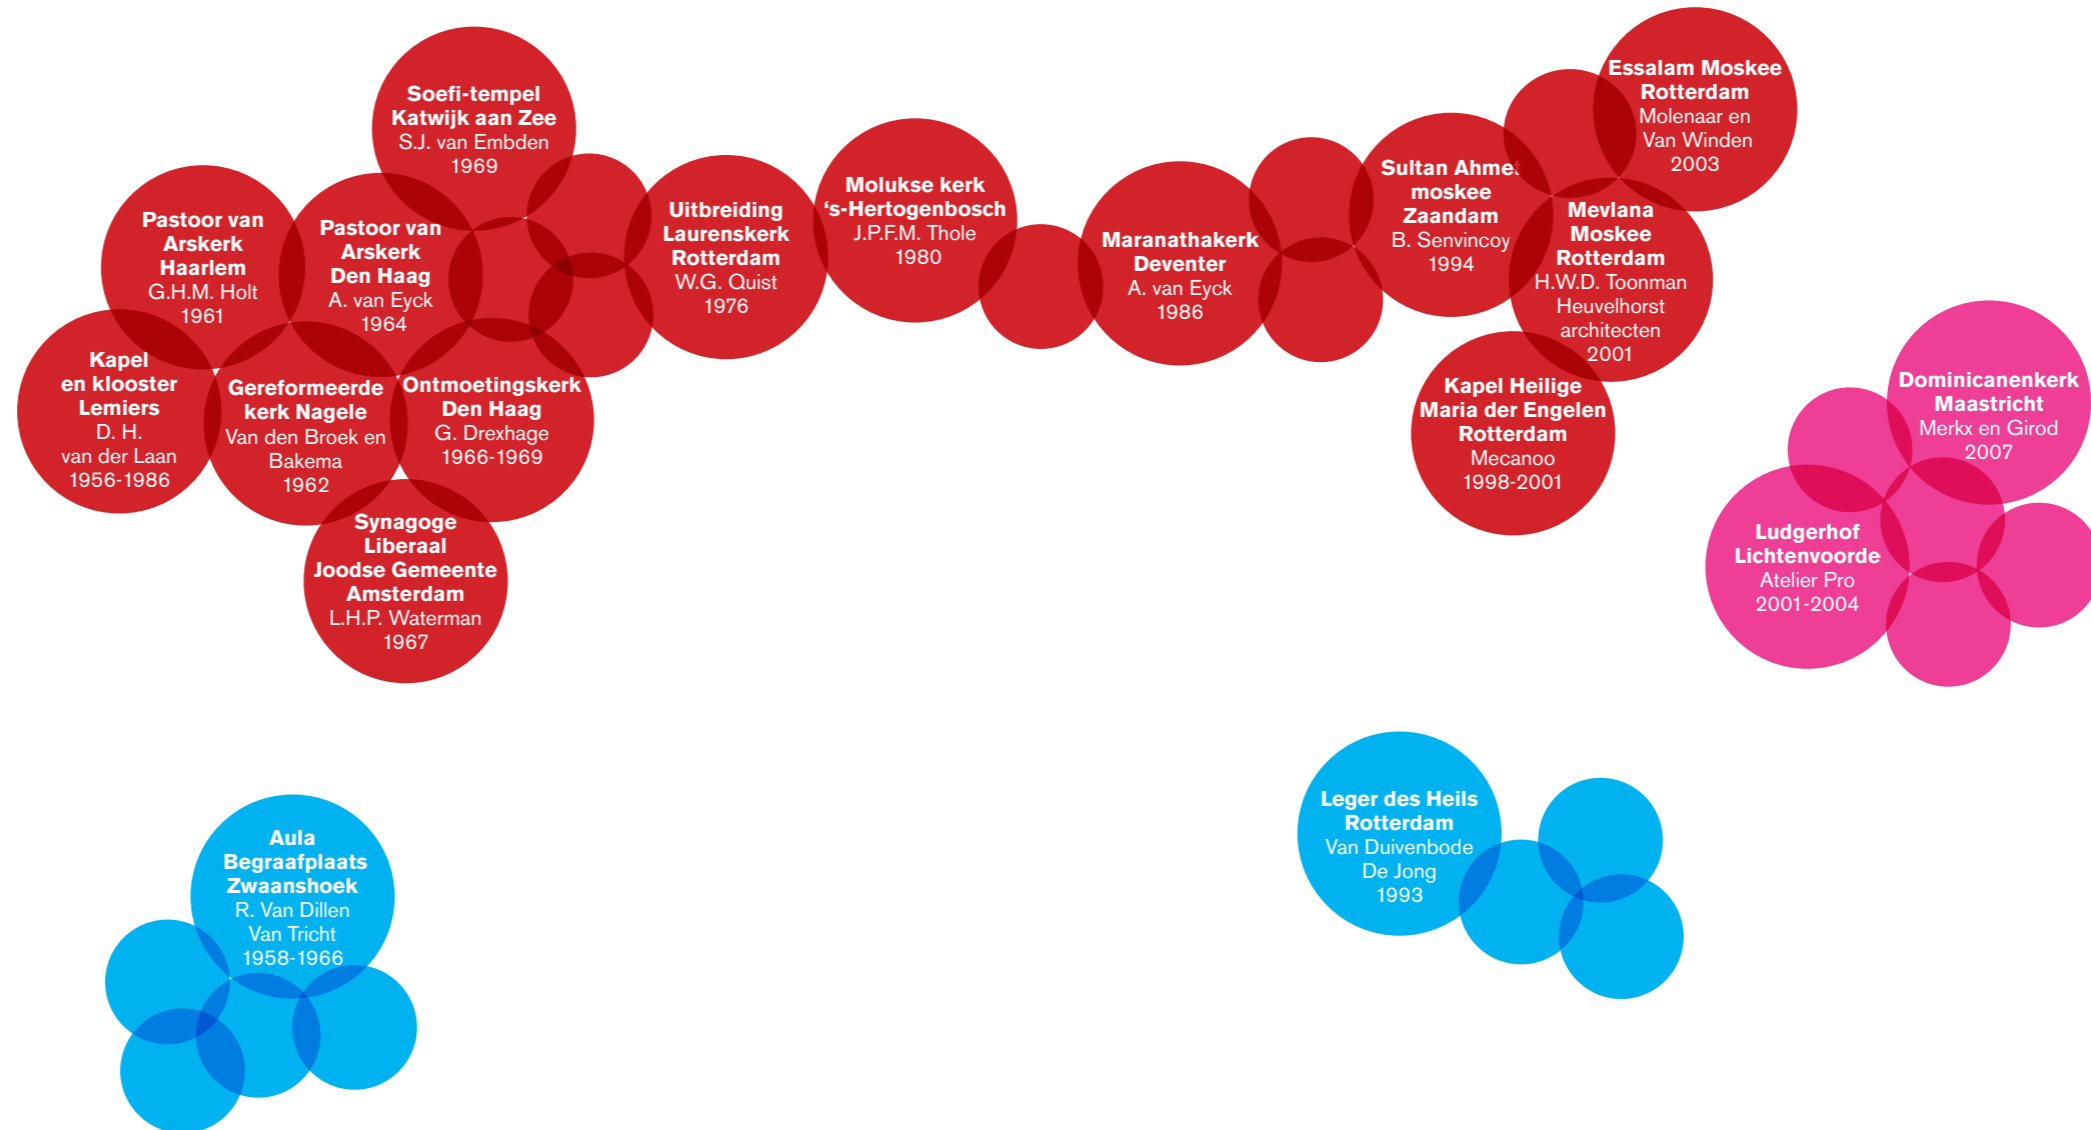 Soefi-tempel
Katwijk aan Zee
S.J. van Embden
1969
Pastoor van
Arskerk
Haarlem
G.H.M. Holt
1961
Pastoor van
Arskerk
Den Haag
A. van Eyck
1964
Uitbreiding
Laurenskerk
Rotterdam
W.G. Quist
1976
Molukse kerk
‘s-Hertogenbosch
J.P.F.M. Thole
1980
Maranathakerk
Deventer
A. van Eyck
1986
Sultan Ahmet
moskee
Zaandam
B. Senvincoy
1994
Essalam Moskee
Rotterdam
Molenaar en
Van Winden
2003
Mevlana
Moskee
Rotterdam
H.W.D. Toonman
Heuvelhorst
architecten
2001
Kapel
en klooster
Lemiers
D. H.
van der Laan
1956-1986
Gereformeerde
kerk Nagele
Van den Broek en
Bakema
1962
Ontmoetingskerk
Den Haag
G. Drexhage
1966-1969
Kapel Heilige
Maria der Engelen
Rotterdam
Mecanoo
1998-2001
Dominicanenkerk
Maastricht
Merkx en Girod
2007
Synagoge
Liberaal
Joodse Gemeente
Amsterdam
L.H.P. Waterman
1967
Ludgerhof
Lichtenvoorde
Atelier Pro
2001-2004
Aula
Begraafplaats
Zwaanshoek
R. Van Dillen
Van Tricht
1958-1966
Leger des Heils
Rotterdam
Van Duivenbode
De Jong
1993